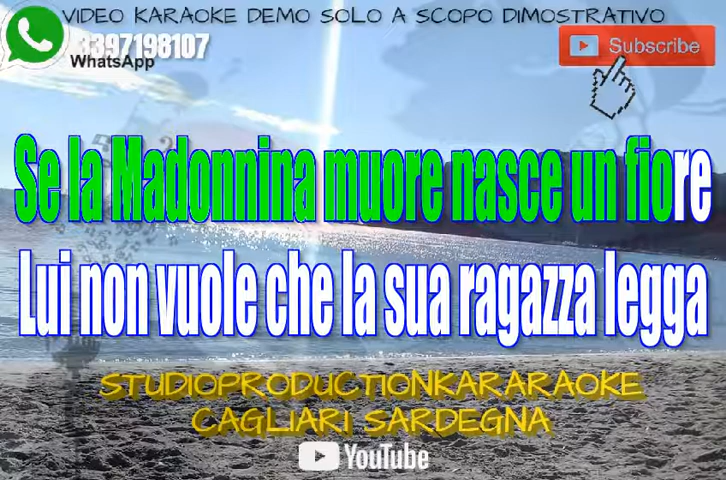 VIDEO KARAOKE DEMO SOLO A SCOPO DIMOSTRATIVO
3397198107
WhatsApp
Subscribe
Se la Madonnina muore nasce un fiore
Lui non vuole che la sua ragazza legga
STUDIOPRODUCTIONKARARAOKE
CAGLIARI SARDEGNA
YouTube